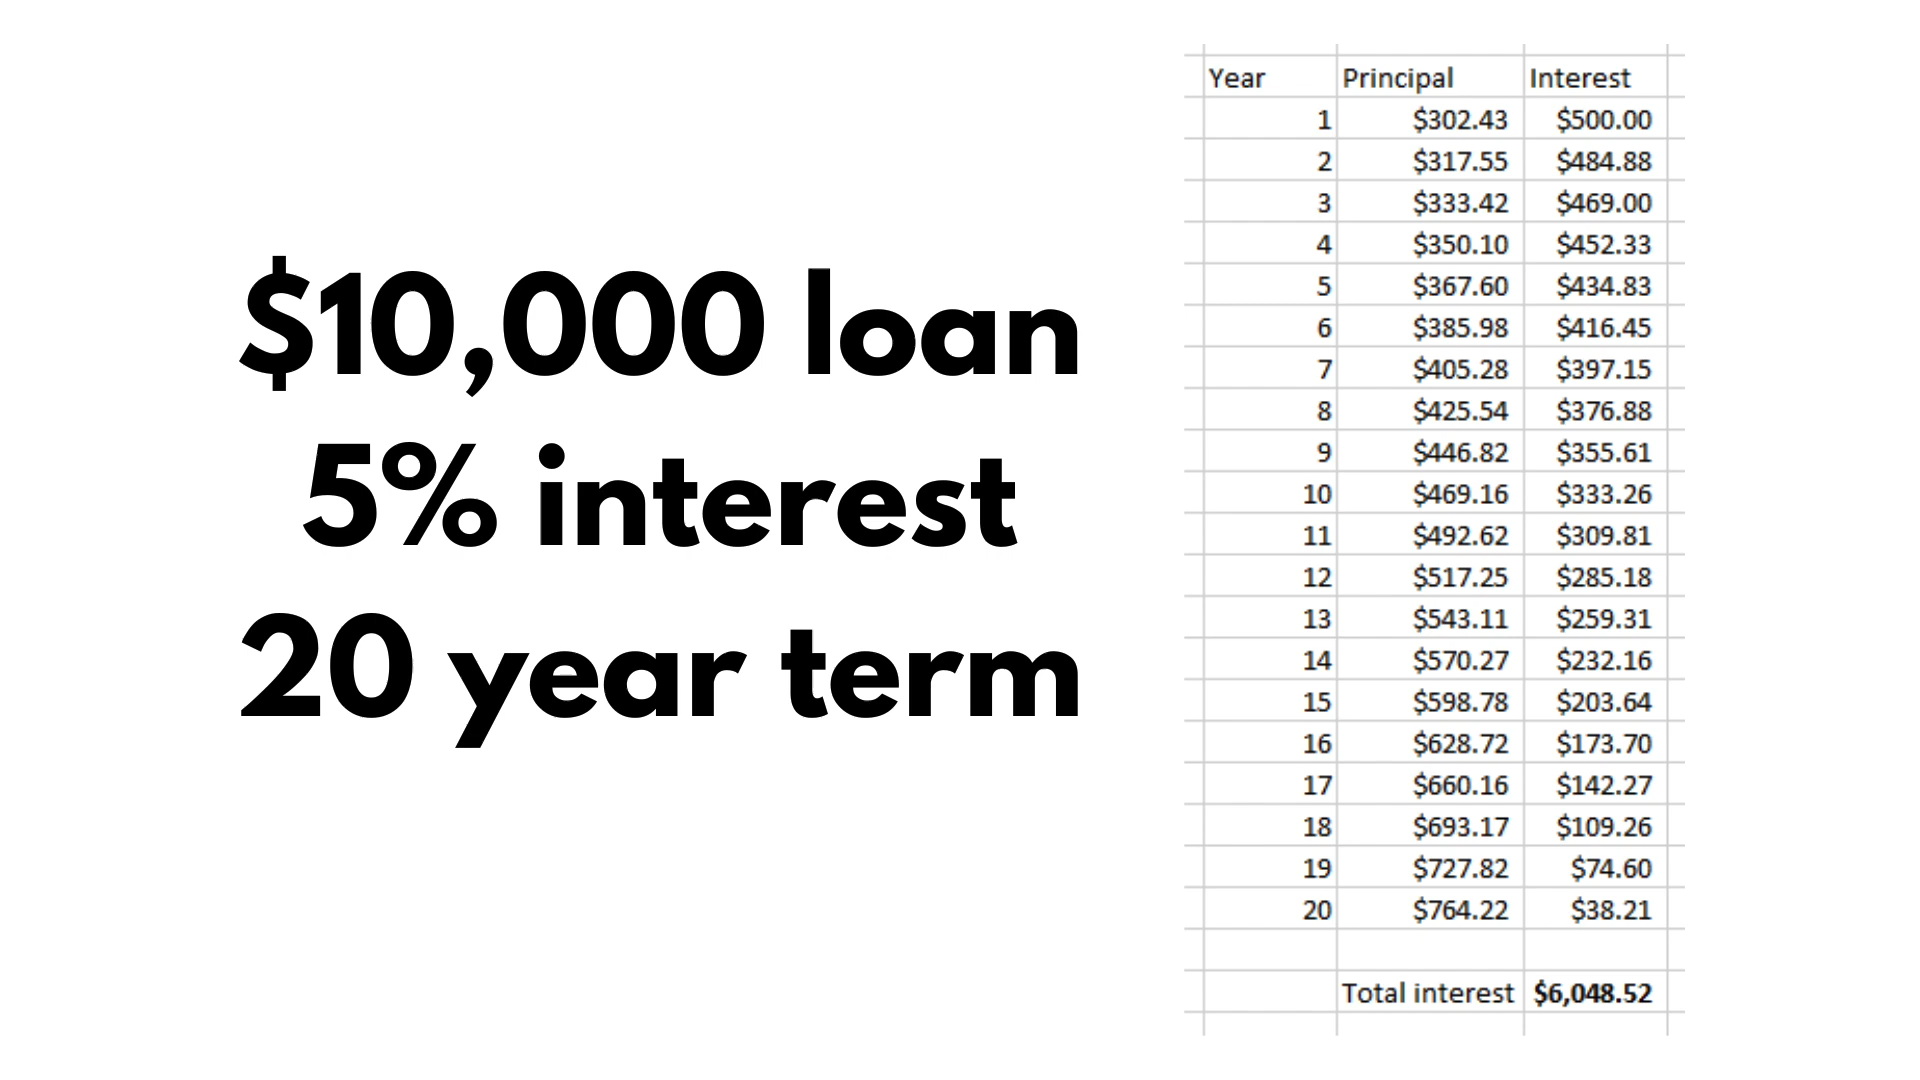 $10,000 loan
5% interest
20 year term
Year Principal Interest
1 $302.43 $500.00
2 $317.55 $484.88
3 $333.42 $469.00
4 $350.10 $452.33
5 $367.60 $434.83
6 $385.98 $416.45
7 $405.28 $397.15
8 $425.54 $376.88
9 $446.82 $355.61
10 $469.16 $333.26
11 $492.62 $309.81
12 $517.25 $285.18
13 $543.11 $259.31
14 $570.27 $232.16
15 $598.78 $203.64
16 $628.72 $173.70
17 $660.16 $142.27
18 $693.17 $109.26
19 $727.82 $74.60
20 $764.22 $38.21
Total interest $6,048.52